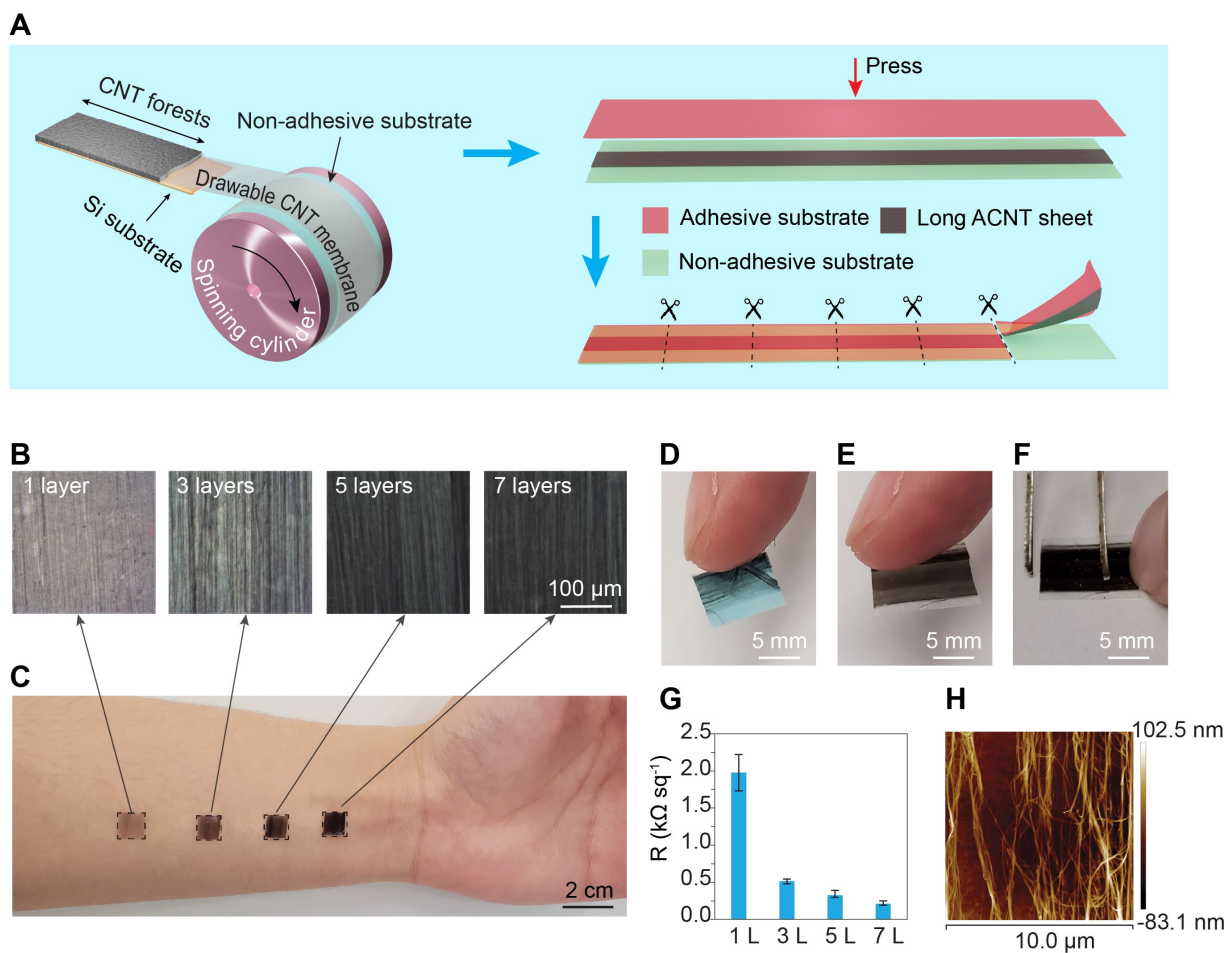 A
CNT forests
Non-adhesive substrate
Si substrate
Drawable CNT membrane
Spinning cylinder
Press
Adhesive substrate
Long ACNT sheet
Non-adhesive substrate
B
1 layer
3 layers
5 layers
7 layers
100 µm
C
2 cm
D
5 mm
E
5 mm
F
5 mm
G
R (kΩ sq⁻¹)
2.5
2.0
1.5
1.0
0.5
0.0
1 L
3 L
5 L
7 L
H
102.5 nm
-83.1 nm
10.0 µm